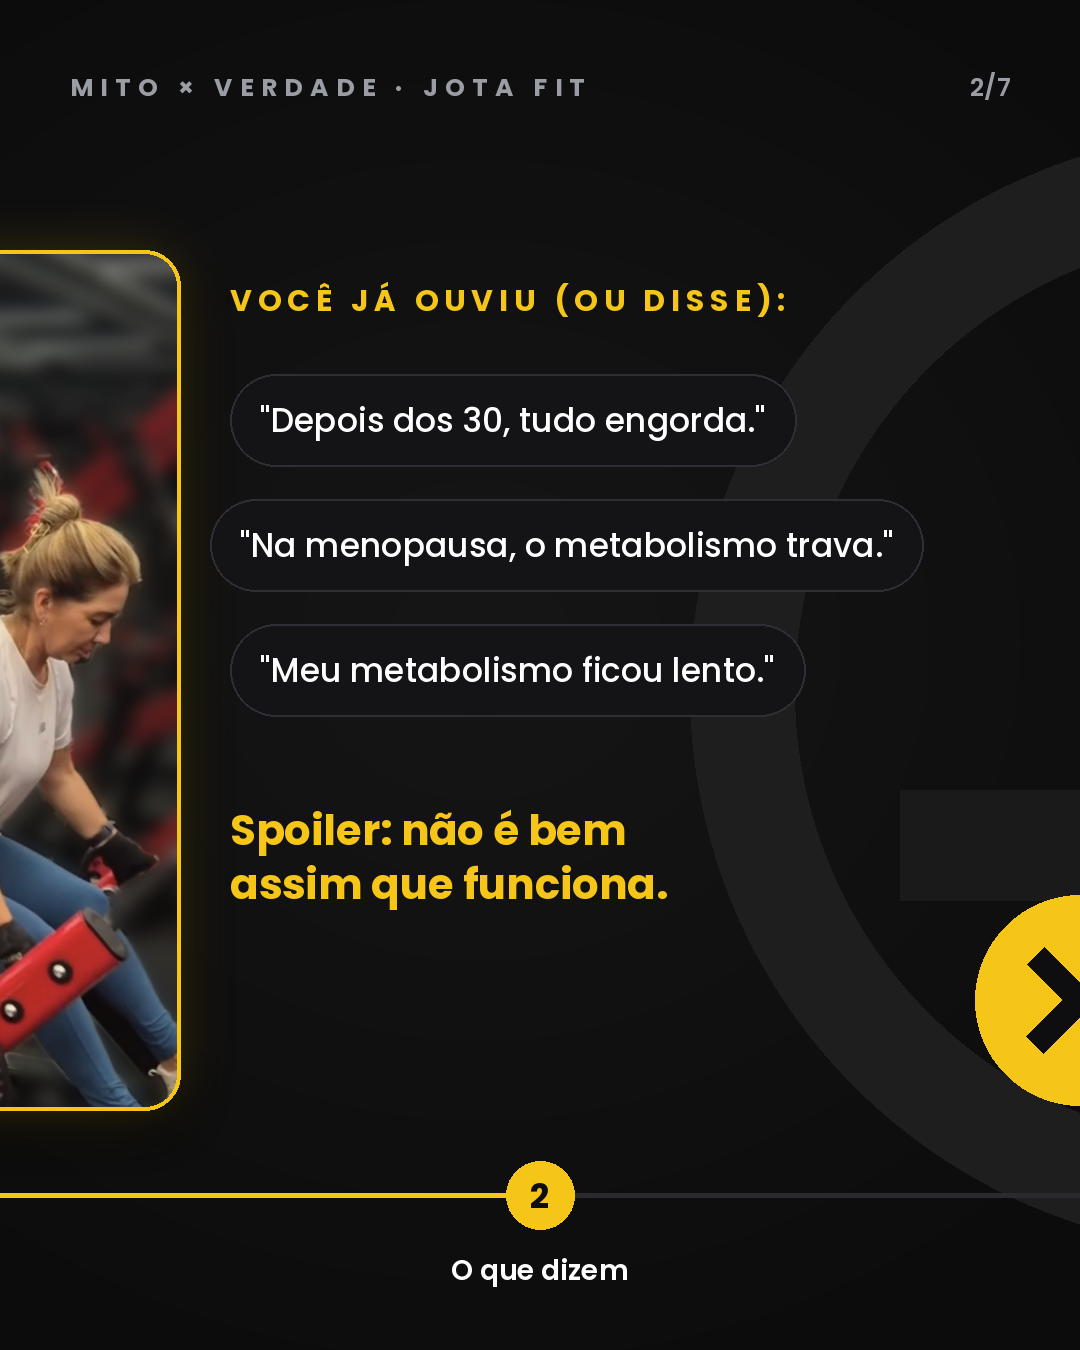 MITO × VERDADE · JOTA FIT
2/7
VOCÊ JÁ OUVIU (OU DISSE):
"Depois dos 30, tudo engorda."
"Na menopausa, o metabolismo trava."
"Meu metabolismo ficou lento."
Spoiler: não é bem
assim que funciona.
2
O que dizem